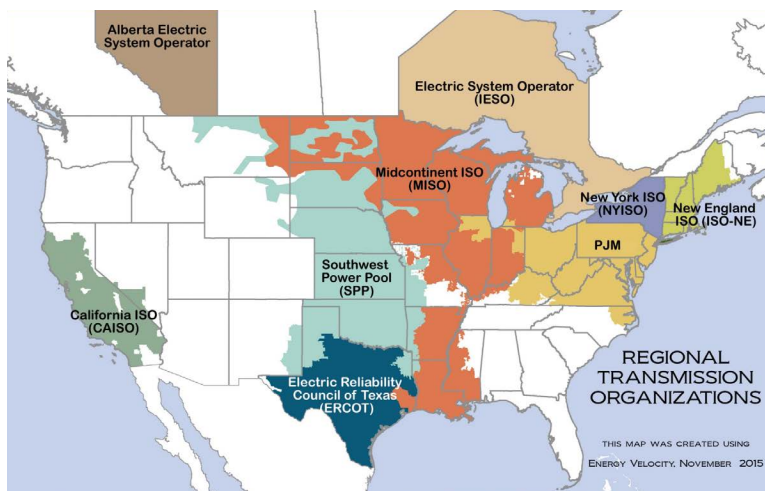 Alberta Electric
System Operator
Electric System Operator
(IESO)
Midcontinent ISO
(MISO)
New York ISO
(NYISO)
New England
ISO (ISO-NE)
PJM
Southwest
Power Pool
(SPP)
California ISO
(CAISO)
Electric Reliability
Council of Texas
(ERCOT)
REGIONAL
TRANSMISSION
ORGANIZATIONS
THIS MAP WAS CREATED USING
ENERGY VELOCITY, NOVEMBER 2015